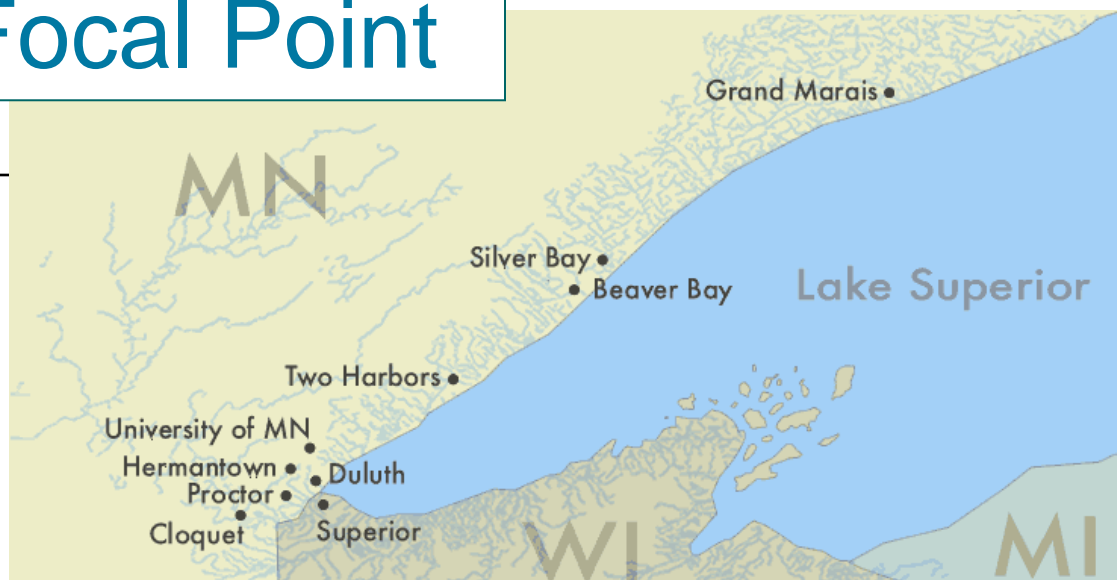 Focal Point
Grand Marais
MN
Silver Bay
Beaver Bay
Lake Superior
Two Harbors
University of MN
Hermantown
Duluth
Proctor
Cloquet
Superior
WI
MI